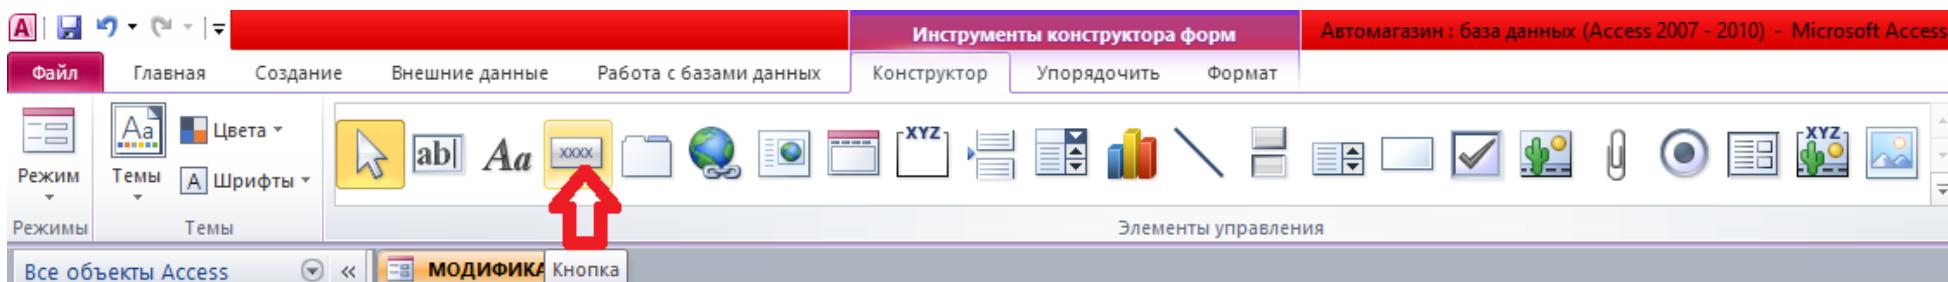 A
Инструменты конструктора форм
Автомагазин : база данных (Access 2007 - 2010) - Microsoft Access
Файл Главная Создание Внешние данные Работа с базами данных Конструктор Упорядочить Формат
Aa Цвета
ab Aa XXXX XYZ XYZ
Режим Темы A Шрифты
Режимы Темы Элементы управления
Все объекты Access « МОДИФИКА Кнопка